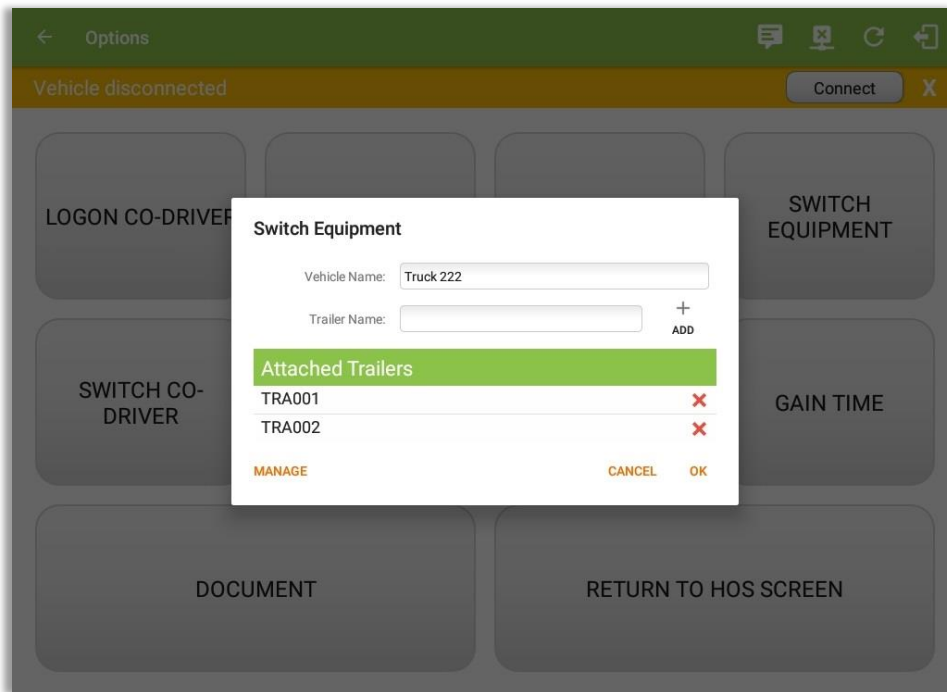 Options
Vehicle disconnected
Connect
X
LOGON CO-DRIVER
SWITCH
EQUIPMENT
Switch Equipment
Vehicle Name: Truck 222
Trailer Name:
+
ADD
Attached Trailers
TRA001
TRA002
MANAGE
CANCEL
OK
SWITCH CO-
DRIVER
GAIN TIME
DOCUMENT
RETURN TO HOS SCREEN